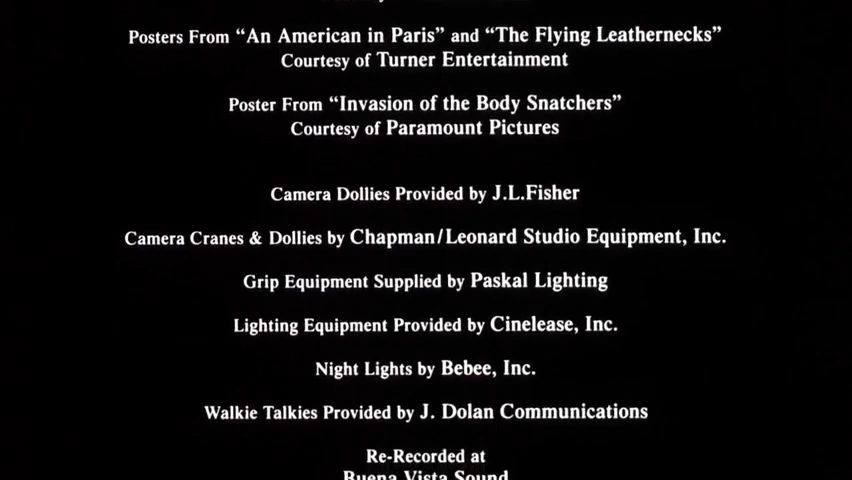 Posters From “An American in Paris” and “The Flying Leathernecks”
Courtesy of Turner Entertainment
Poster From “Invasion of the Body Snatchers”
Courtesy of Paramount Pictures
Camera Dollies Provided by J.L.Fisher
Camera Cranes & Dollies by Chapman/Leonard Studio Equipment, Inc.
Grip Equipment Supplied by Paskal Lighting
Lighting Equipment Provided by Cinelease, Inc.
Night Lights by Bebee, Inc.
Walkie Talkies Provided by J. Dolan Communications
Re-Recorded at
Buena Vista Sound